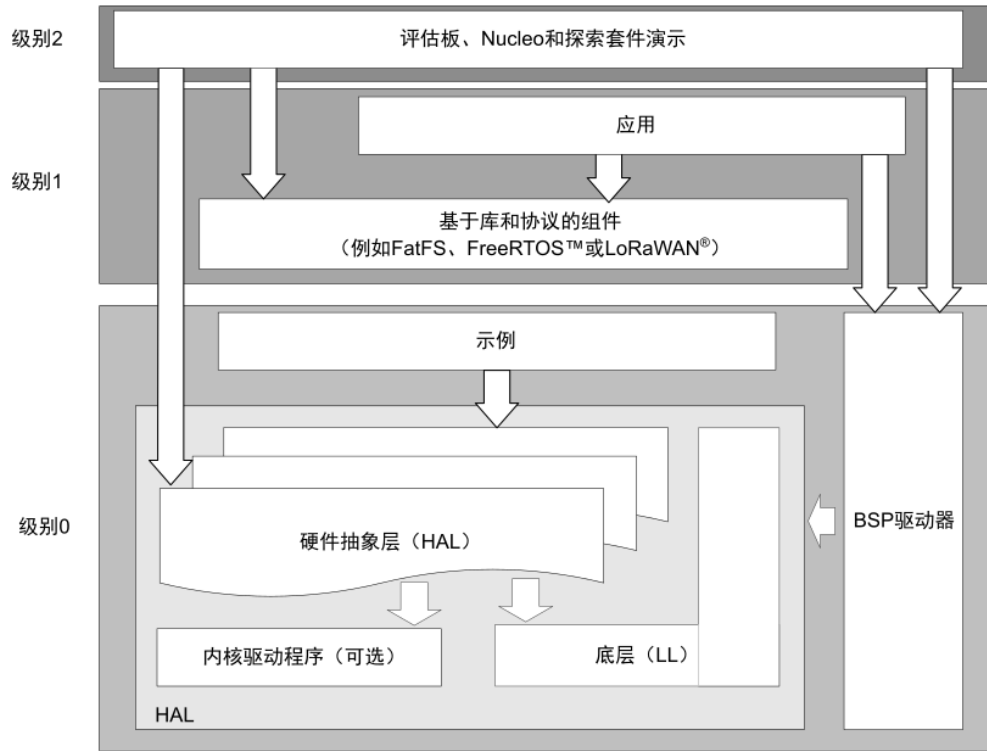 级别2
评估板、Nucleo和探索套件演示
应用
级别1
基于库和协议的组件
（例如FatFS、FreeRTOS™或LoRaWAN®）
示例
级别0
硬件抽象层（HAL）
BSP驱动器
内核驱动程序（可选）
底层（LL）
HAL